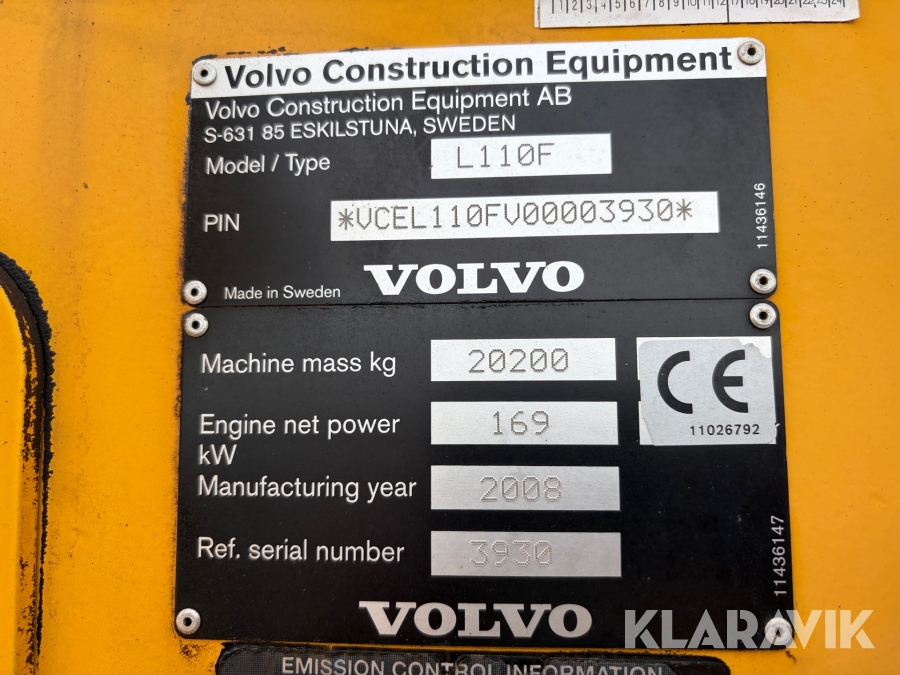 Volvo Construction Equipment
Volvo Construction Equipment AB
S-631 85 ESKILSTUNA, SWEDEN
Model / Type L110F
PIN *VCEL110FV00003930*
11436146
Made in Sweden VOLVO
Machine mass kg 20200
CE
11026792
Engine net power 169
kW
Manufacturing year 2008
Ref. serial number 3930
11436147
VOLVO
KLARAVIK
EMISSION CONTROL INFORMATION